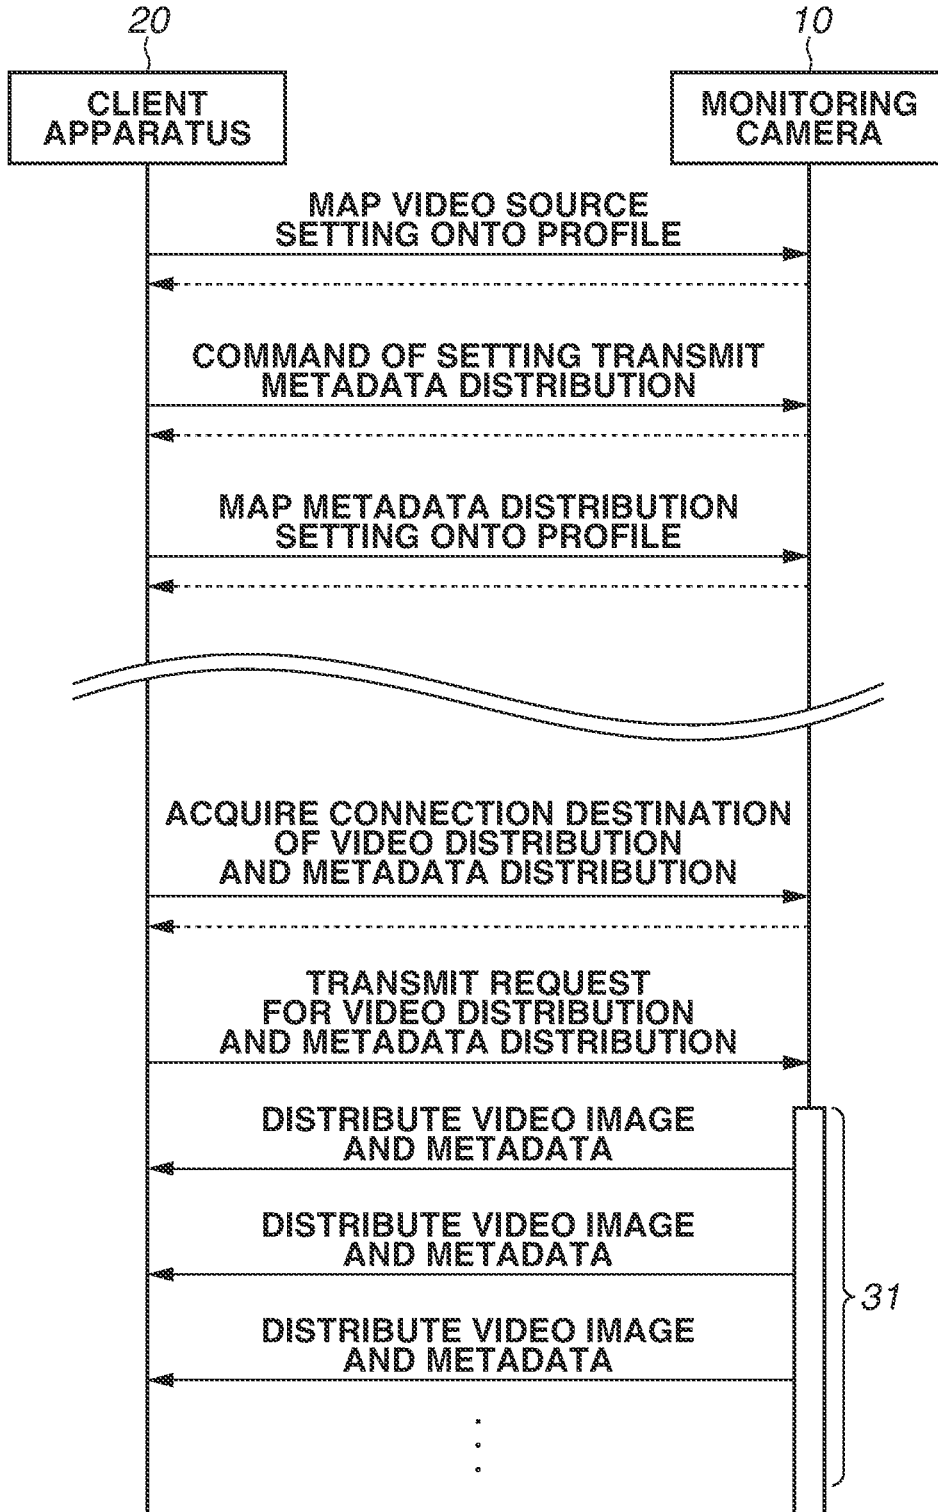 20
10
CLIENT
APPARATUS
MONITORING
CAMERA
MAP VIDEO SOURCE
SETTING ONTO PROFILE
COMMAND OF SETTING TRANSMIT
METADATA DISTRIBUTION
MAP METADATA DISTRIBUTION
SETTING ONTO PROFILE
ACQUIRE CONNECTION DESTINATION
OF VIDEO DISTRIBUTION
AND METADATA DISTRIBUTION
TRANSMIT REQUEST
FOR VIDEO DISTRIBUTION
AND METADATA DISTRIBUTION
DISTRIBUTE VIDEO IMAGE
AND METADATA
DISTRIBUTE VIDEO IMAGE
AND METADATA
31
DISTRIBUTE VIDEO IMAGE
AND METADATA